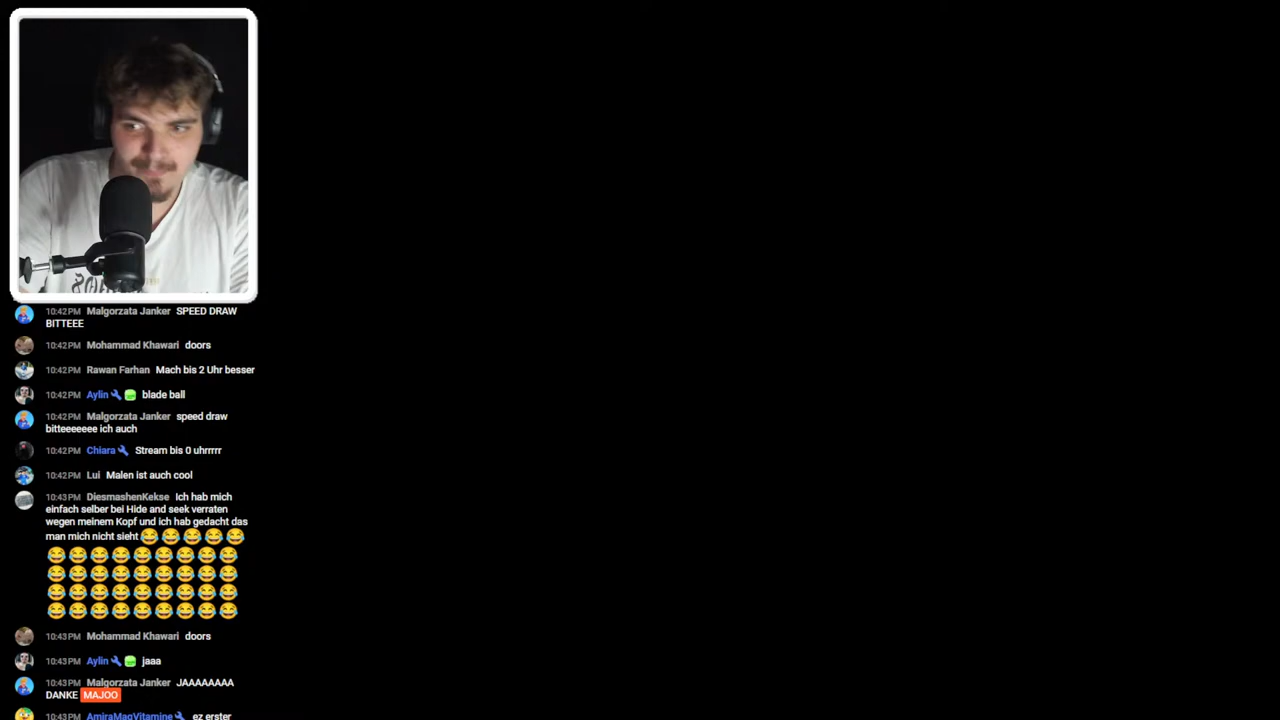 10:42PM Malgorzata Janker SPEED DRAW
BITTEEE
10:42PM Mohammad Khawari doors
10:42PM Rawan Farhan Mach bis 2 Uhr besser
10:42PM Aylin blade ball
10:42PM Malgorzata Janker speed draw
bitteeeeeee ich auch
10:42PM Chiara Stream bis 0 uhrrrrr
10:42PM Lui Malen ist auch cool
10:43PM DiesmashenKekse Ich hab mich
einfach selber bei Hide and seek verraten
wegen meinem Kopf und ich hab gedacht das
man mich nicht sieht 😂😂😂😂😂
😂😂😂😂😂😂😂😂😂
😂😂😂😂😂😂😂😂😂
😂😂😂😂😂😂😂😂😂
😂😂😂😂😂😂😂😂😂
10:43PM Mohammad Khawari doors
10:43PM Aylin jaaa
10:43PM Malgorzata Janker JAAAAAAAA
DANKE MAJOO
10:43PM AmiraMagVitamine ez erster